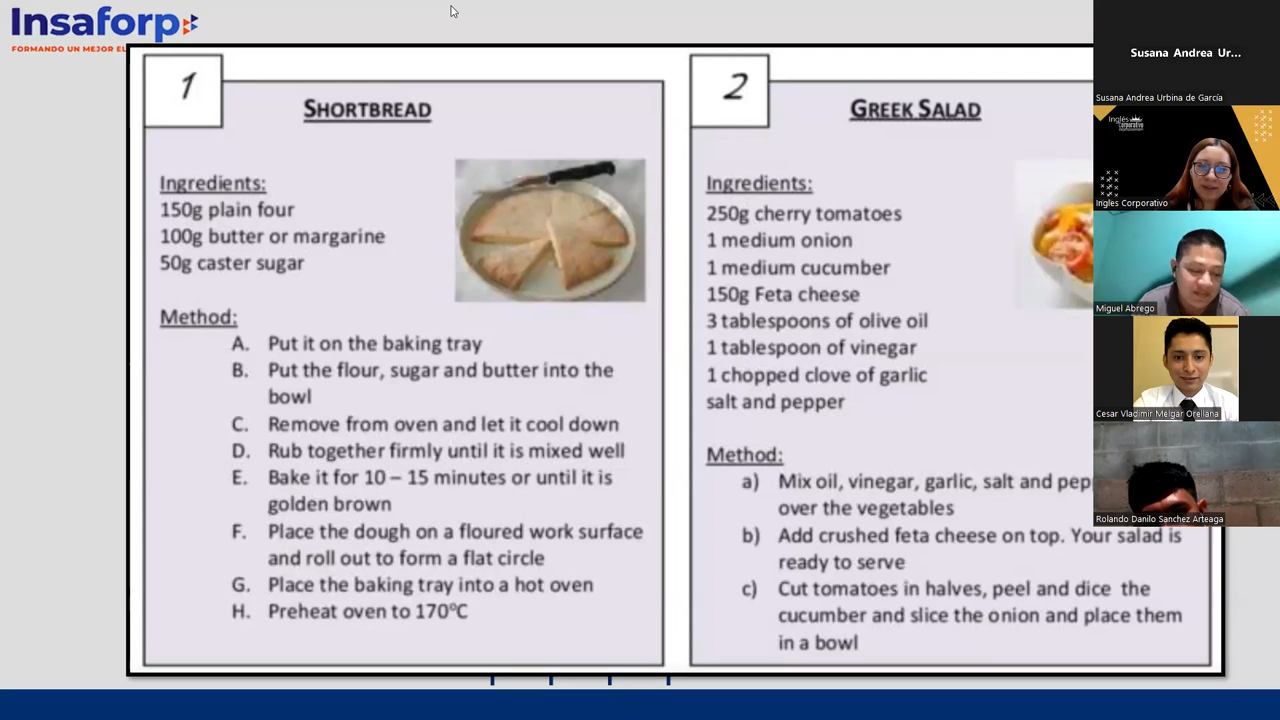 Insaforp
FORMANDO UN MEJOR EL
1
SHORTBREAD
Ingredients:
150g plain four
100g butter or margarine
50g caster sugar
Method:
A. Put it on the baking tray
B. Put the flour, sugar and butter into the
bowl
C. Remove from oven and let it cool down
D. Rub together firmly until it is mixed well
E. Bake it for 10 – 15 minutes or until it is
golden brown
F. Place the dough on a floured work surface
and roll out to form a flat circle
G. Place the baking tray into a hot oven
H. Preheat oven to 170ºC
2
GREEK SALAD
Ingredients:
250g cherry tomatoes
1 medium onion
1 medium cucumber
150g Feta cheese
3 tablespoons of olive oil
1 tablespoon of vinegar
1 chopped clove of garlic
salt and pepper
Method:
a) Mix oil, vinegar, garlic, salt and pep
over the vegetables
b) Add crushed feta cheese on top. Your salad is
ready to serve
c) Cut tomatoes in halves, peel and dice the
cucumber and slice the onion and place them
in a bowl
Susana Andrea Ur...
Susana Andrea Urbina de García
Inglés
Corporativo
Ingles Corporativo
Miguel Abrego
Cesar Vladimir Melgar Orellana
Rolando Danilo Sanchez Arteaga